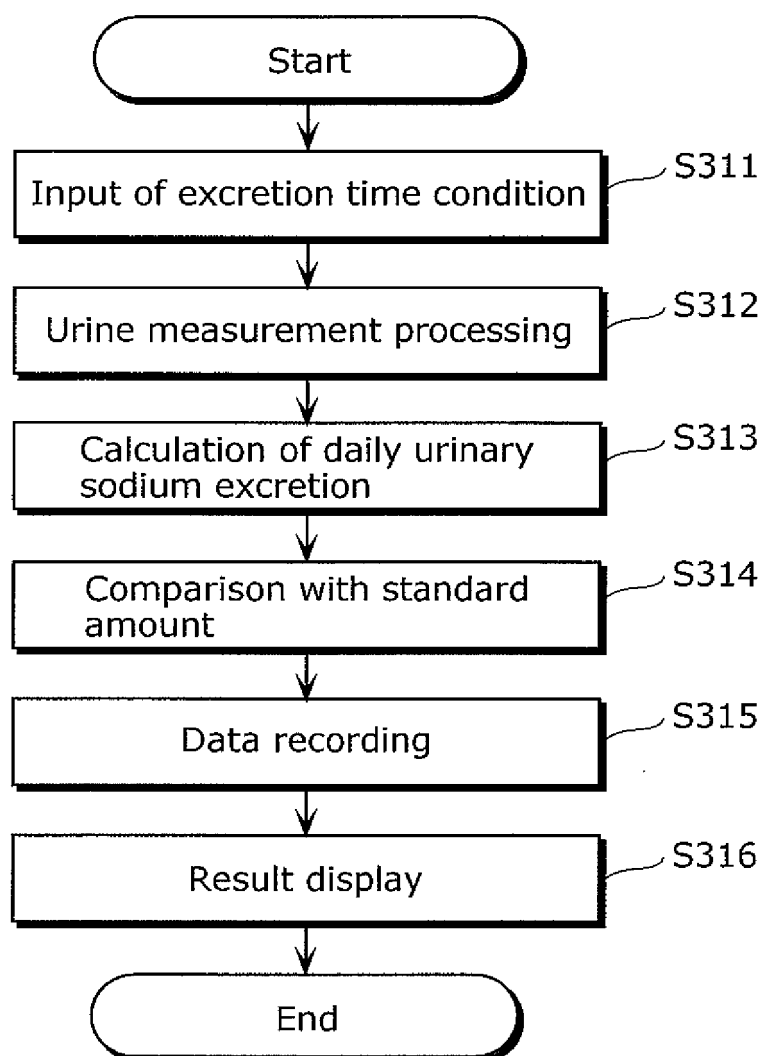 Start
Input of excretion time condition
S311
Urine measurement processing
S312
Calculation of daily urinary
sodium excretion
S313
Comparison with standard
amount
S314
Data recording
S315
Result display
S316
End